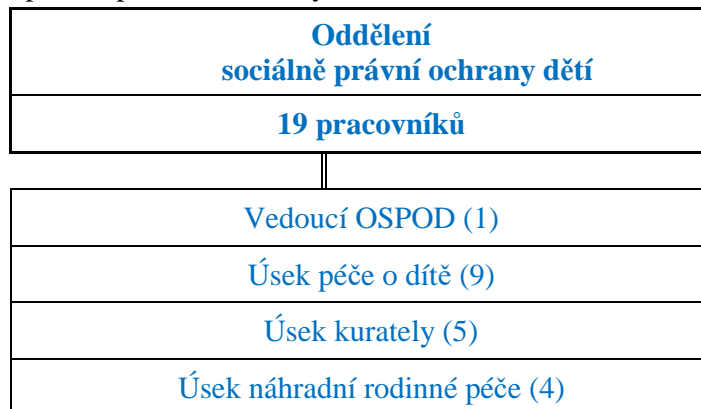 Oddělení
sociálně právní ochrany dětí
19 pracovníků
Vedoucí OSPOD (1)
Úsek péče o dítě (9)
Úsek kurately (5)
Úsek náhradní rodinné péče (4)